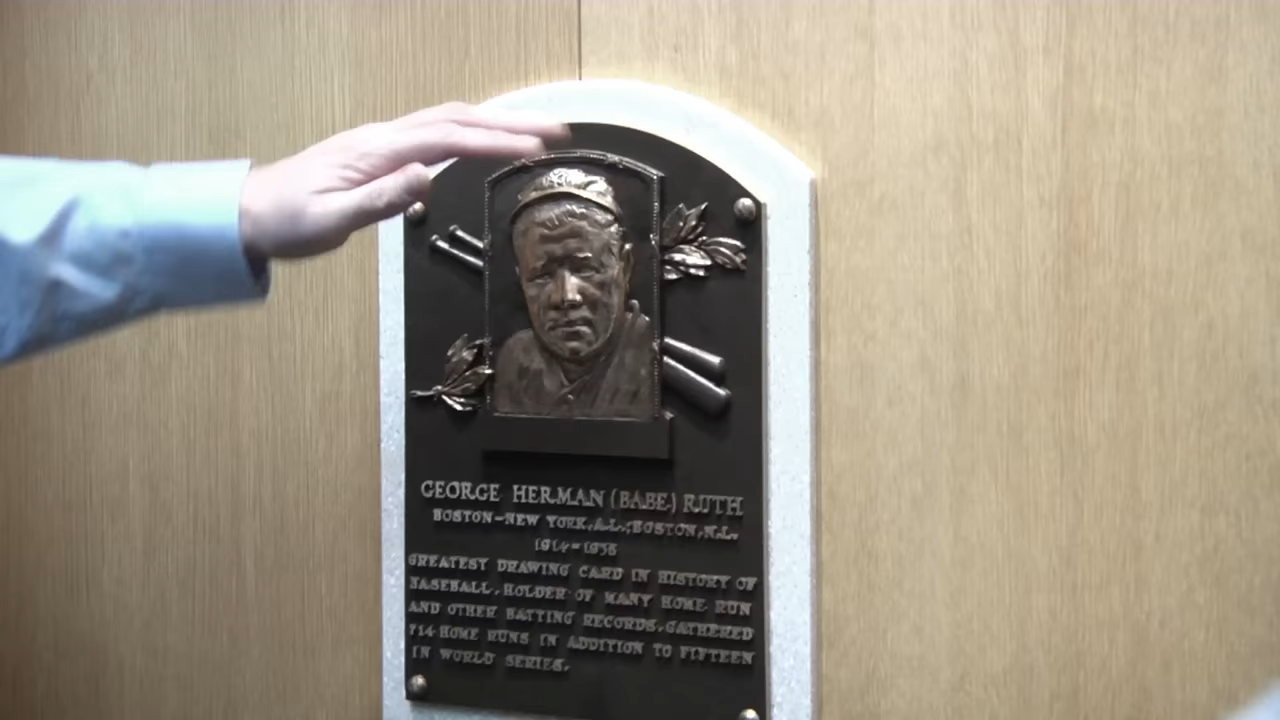 GEORGE HERMAN (BABE) RUTH
BOSTON-NEW YORK, A.L.; BOSTON, N.L.
1914-1935
GREATEST DRAWING CARD IN HISTORY OF
BASEBALL. HOLDER OF MANY HOME RUN
AND OTHER BATTING RECORDS. GATHERED
714 HOME RUNS IN ADDITION TO FIFTEEN
IN WORLD SERIES.